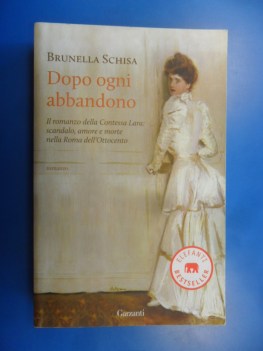 BRUNELLA SCHISA
Dopo ogni
abbandono
Il romanzo della Contessa Lara:
scandalo, amore e morte
nella Roma dell'Ottocento
romanzo
ELEFANTI
BESTSELLER
Garzanti